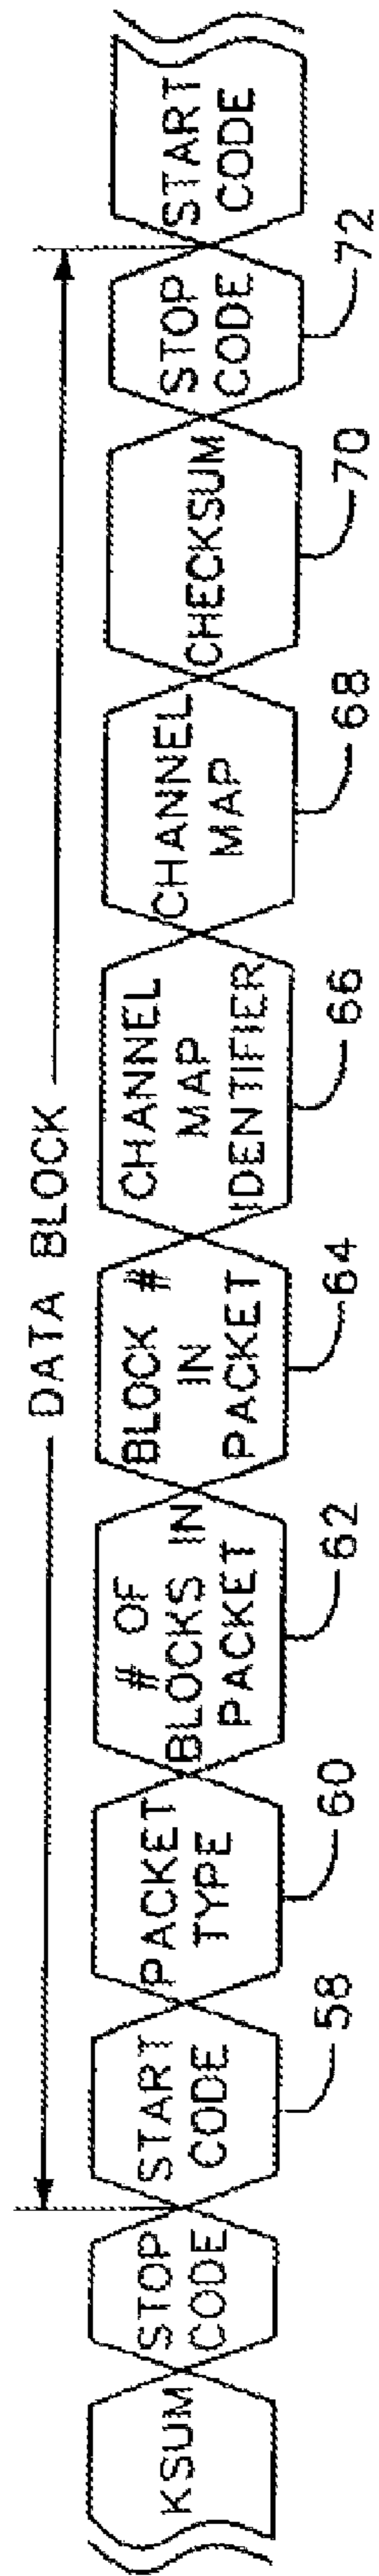 DATA BLOCK
KSUM
STOP
CODE
START
CODE
PACKET
TYPE
# OF
BLOCKS IN
PACKET
BLOCK #
IN
PACKET
CHANNEL
MAP
IDENTIFIER
CHANNEL
MAP
CHECKSUM
STOP
CODE
START
CODE
58
60
62
64
66
68
70
72